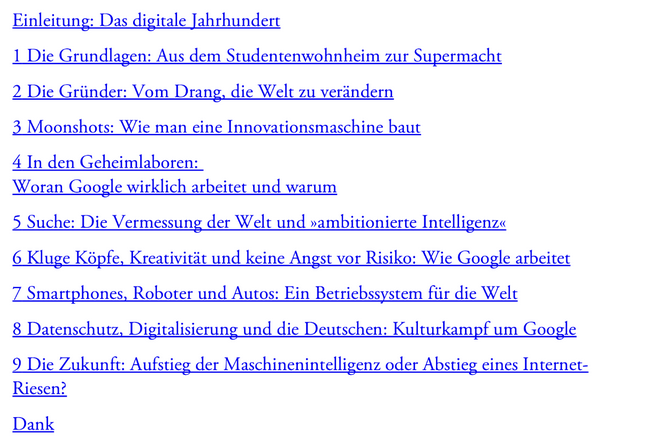 Einleitung: Das digitale Jahrhundert
1 Die Grundlagen: Aus dem Studentenwohnheim zur Supermacht
2 Die Gründer: Vom Drang, die Welt zu verändern
3 Moonshots: Wie man eine Innovationsmaschine baut
4 In den Geheimlaboren:
Woran Google wirklich arbeitet und warum
5 Suche: Die Vermessung der Welt und »ambitionierte Intelligenz«
6 Kluge Köpfe, Kreativität und keine Angst vor Risiko: Wie Google arbeitet
7 Smartphones, Roboter und Autos: Ein Betriebssystem für die Welt
8 Datenschutz, Digitalisierung und die Deutschen: Kulturkampf um Google
9 Die Zukunft: Aufstieg der Maschinenintelligenz oder Abstieg eines Internet-
Riesen?
Dank